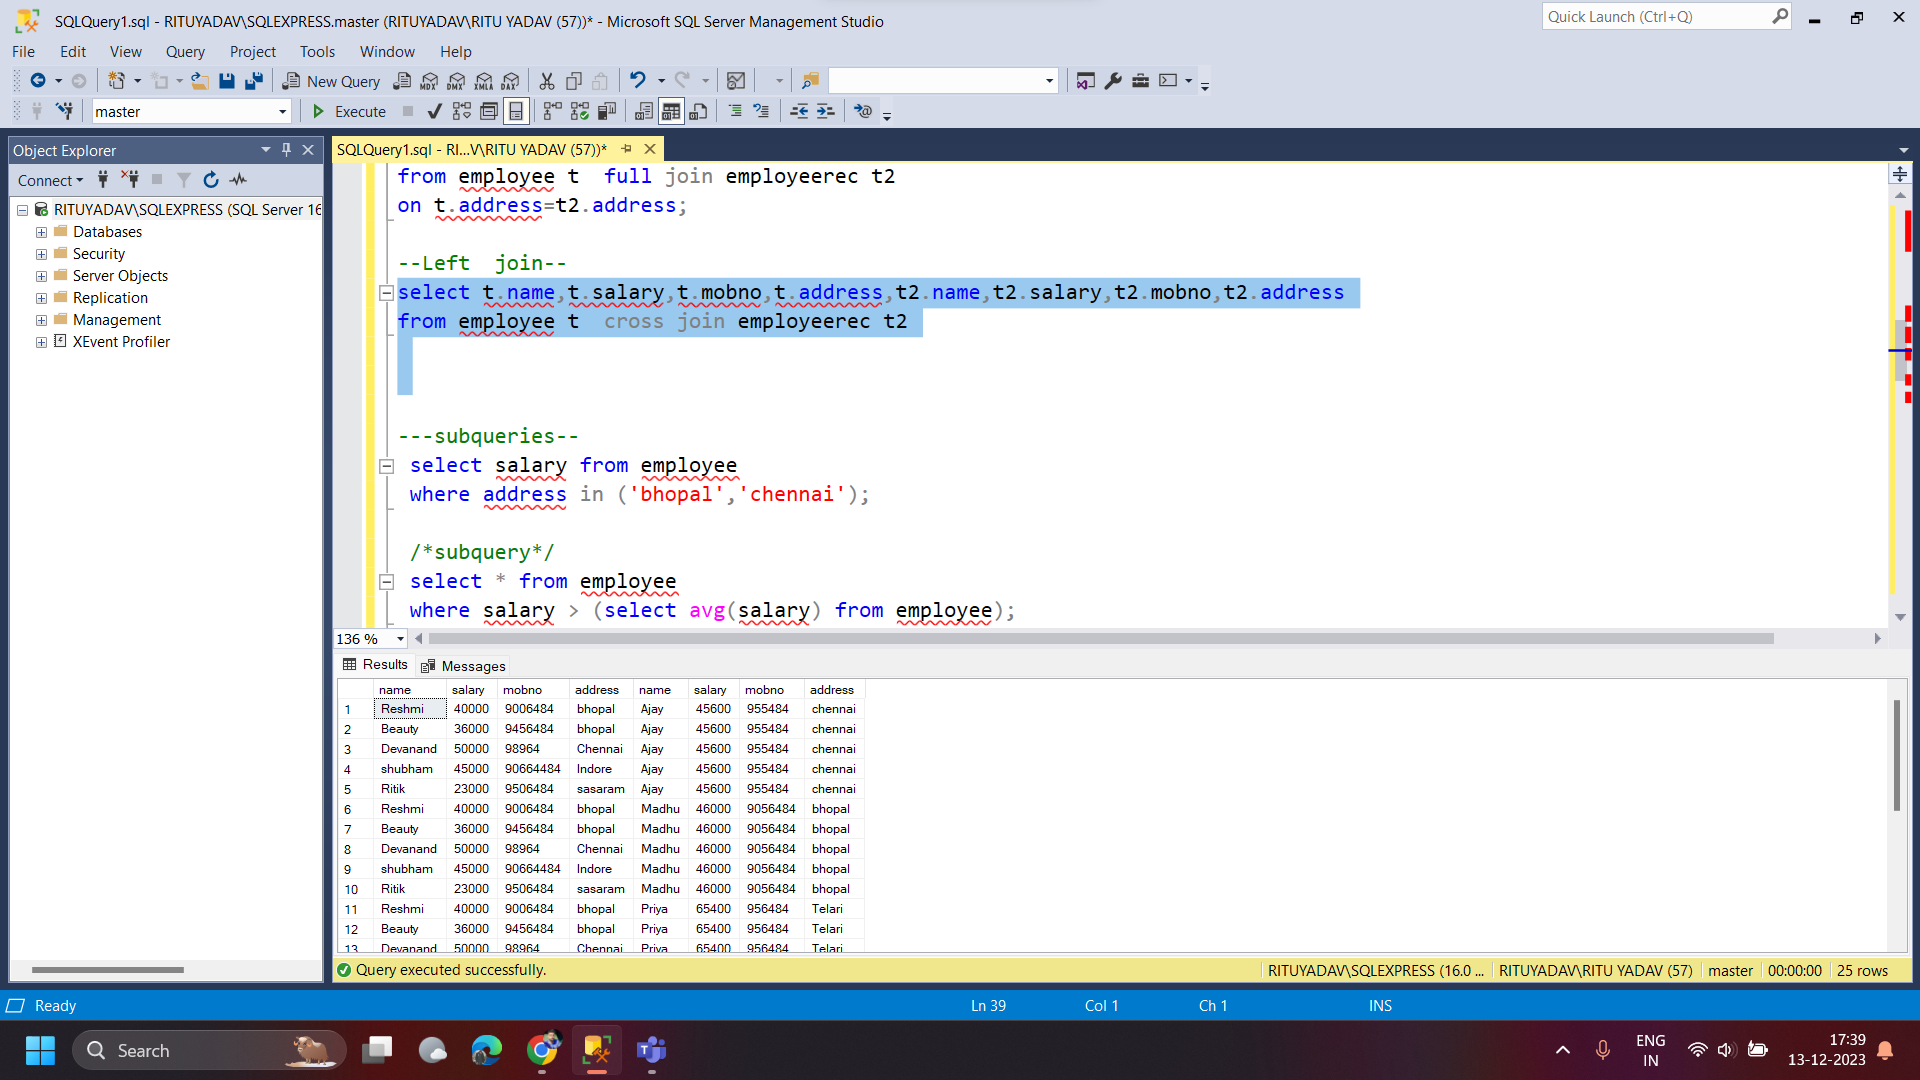 SQLQuery1.sql - RITUYADAV\SQLEXPRESS.master (RITUYADAV\RITU YADAV (57))* - Microsoft SQL Server Management Studio
Quick Launch (Ctrl+Q)
File Edit View Query Project Tools Window Help
New Query MDX DMX XMLA DAX
master Execute
Object Explorer
Connect
RITUYADAV\SQLEXPRESS (SQL Server 16
Databases
Security
Server Objects
Replication
Management
XEvent Profiler
SQLQuery1.sql - RI...V\RITU YADAV (57))*
from employee t  full join employeerec t2
on t.address=t2.address;
--Left  join--
select t.name,t.salary,t.mobno,t.address,t2.name,t2.salary,t2.mobno,t2.address
from employee t  cross join employeerec t2
---subqueries--
select salary from employee
where address in ('bhopal','chennai');
/*subquery*/
select * from employee
where salary > (select avg(salary) from employee);
136 %
Results Messages
name salary mobno address name salary mobno address
1 Reshmi 40000 9006484 bhopal Ajay 45600 955484 chennai
2 Beauty 36000 9456484 bhopal Ajay 45600 955484 chennai
3 Devanand 50000 98964 Chennai Ajay 45600 955484 chennai
4 shubham 45000 90664484 Indore Ajay 45600 955484 chennai
5 Ritik 23000 9506484 sasaram Ajay 45600 955484 chennai
6 Reshmi 40000 9006484 bhopal Madhu 46000 9056484 bhopal
7 Beauty 36000 9456484 bhopal Madhu 46000 9056484 bhopal
8 Devanand 50000 98964 Chennai Madhu 46000 9056484 bhopal
9 shubham 45000 90664484 Indore Madhu 46000 9056484 bhopal
10 Ritik 23000 9506484 sasaram Madhu 46000 9056484 bhopal
11 Reshmi 40000 9006484 bhopal Priya 65400 956484 Telari
12 Beauty 36000 9456484 bhopal Priya 65400 956484 Telari
13 Devanand 50000 98964 Chennai Priya 65400 956484 Telari
Query executed successfully.
RITUYADAV\SQLEXPRESS (16.0 ... RITUYADAV\RITU YADAV (57) master 00:00:00 25 rows
Ready Ln 39 Col 1 Ch 1 INS
Search
ENG
IN
17:39
13-12-2023